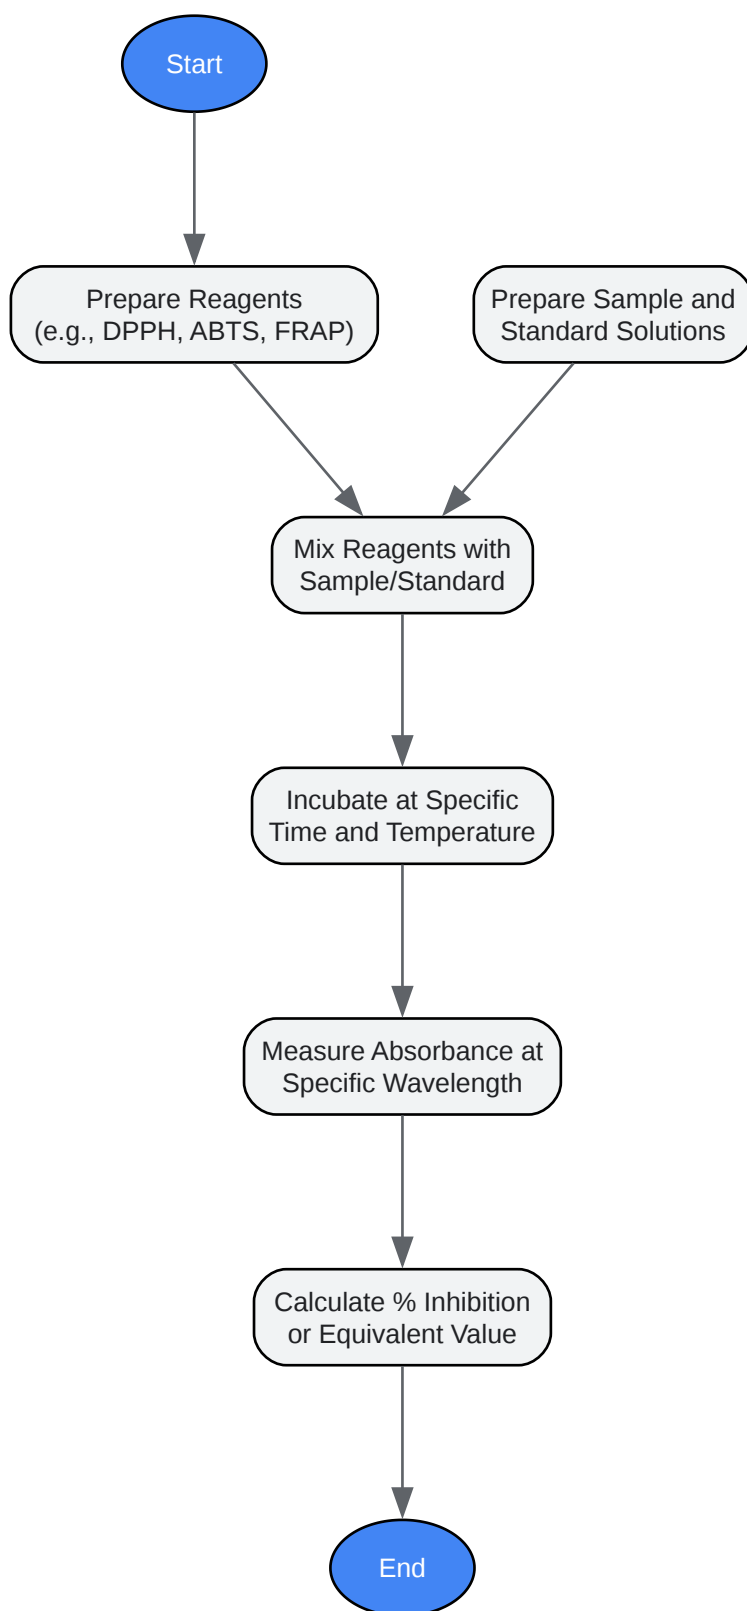 Start
Prepare Reagents
(e.g., DPPH, ABTS, FRAP)
Prepare Sample and
Standard Solutions
Mix Reagents with
Sample/Standard
Incubate at Specific
Time and Temperature
Measure Absorbance at
Specific Wavelength
Calculate % Inhibition
or Equivalent Value
End